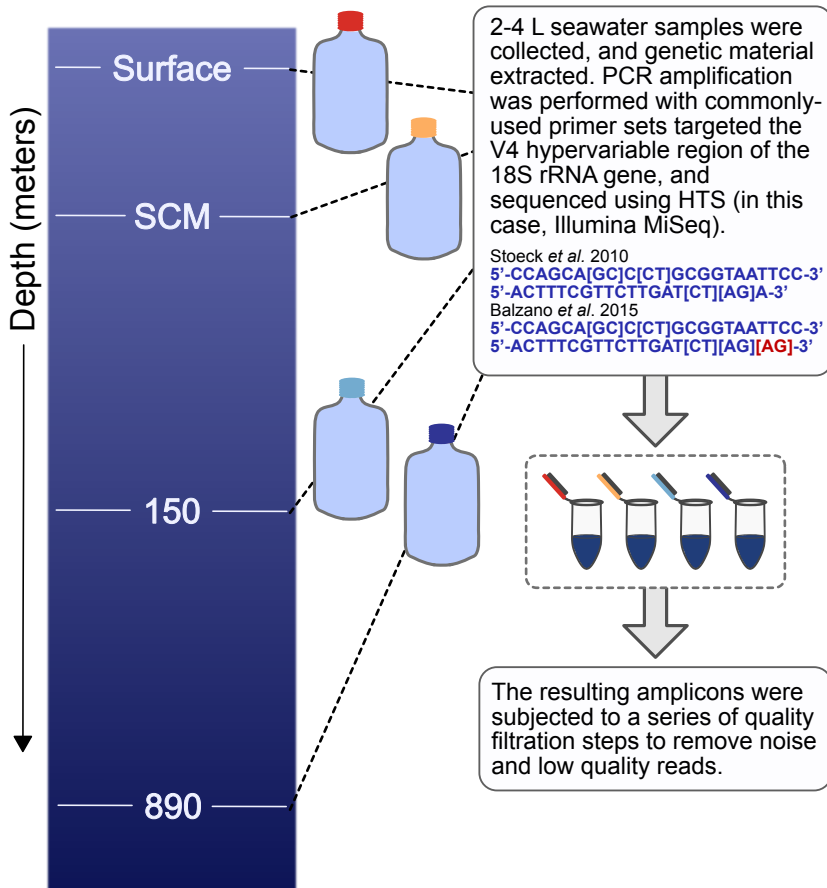 Depth (meters)
Surface
SCM
150
890
2-4 L seawater samples were
collected, and genetic material
extracted. PCR amplification
was performed with commonly-
used primer sets targeted the
V4 hypervariable region of the
18S rRNA gene, and
sequenced using HTS (in this
case, Illumina MiSeq).
Stoeck et al. 2010
5’-CCAGCA[GC]C[CT]GCGGTAATTCC-3’
5’-ACTTTCGTTCTTGAT[CT][AG]A-3’
Balzano et al. 2015
5’-CCAGCA[GC]C[CT]GCGGTAATTCC-3’
5’-ACTTTCGTTCTTGAT[CT][AG][AG]-3’
The resulting amplicons were
subjected to a series of quality
filtration steps to remove noise
and low quality reads.